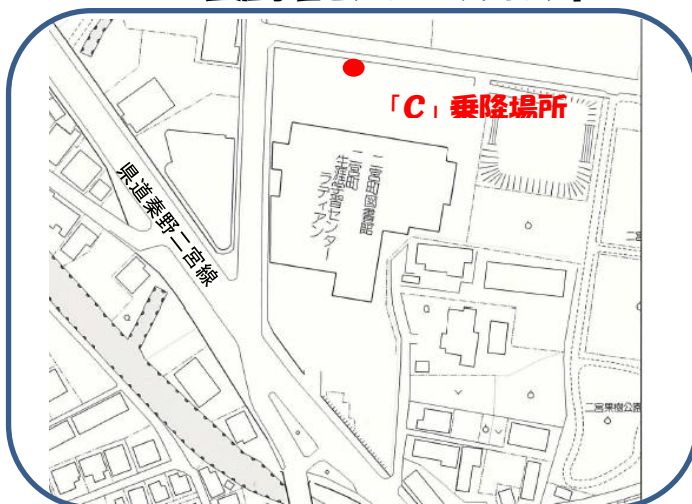 「C」乗降場所
二宮町図書館
二宮町
生涯学習センター
ラディアン
県道秦野二宮線
二宮果樹公園